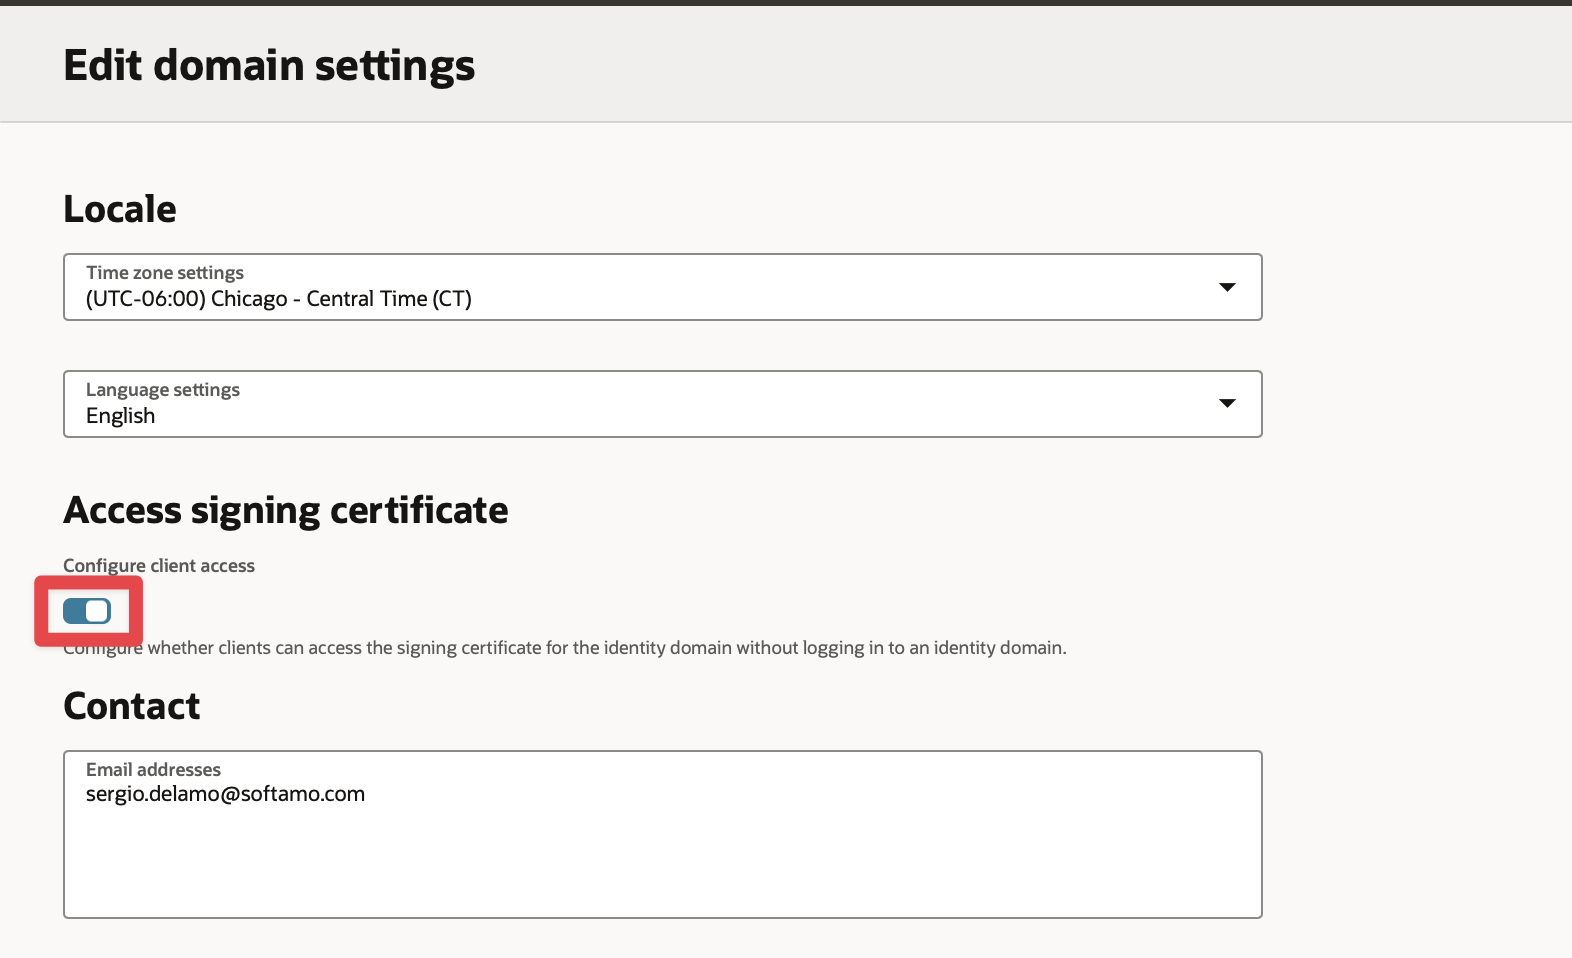 Edit domain settings
Locale
Time zone settings
(UTC-06:00) Chicago - Central Time (CT)
Language settings
English
Access signing certificate
Configure client access
Configure whether clients can access the signing certificate for the identity domain without logging in to an identity domain.
Contact
Email addresses
sergio.delamo@softamo.com